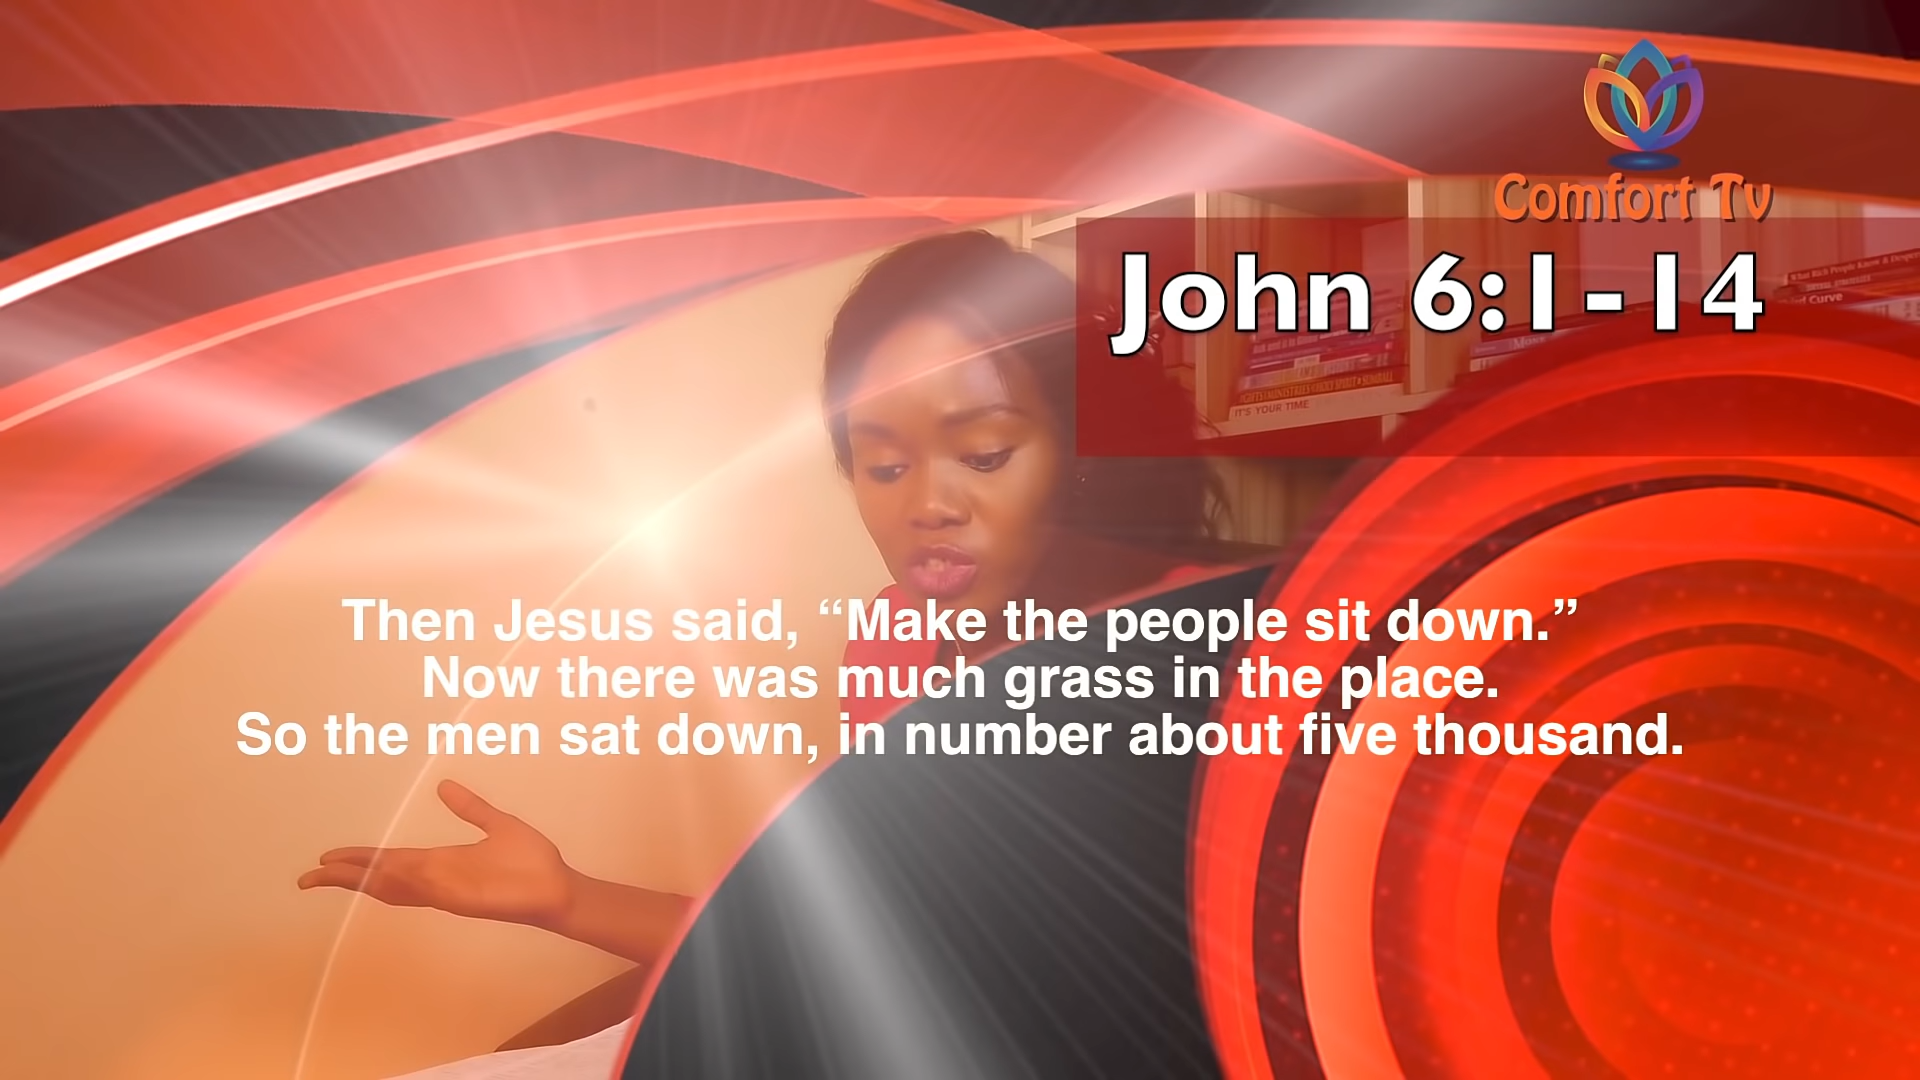 Comfort Tv
John 6:1-14
Curve
IT'S YOUR TIME
Then Jesus said, “Make the people sit down.”
Now there was much grass in the place.
So the men sat down, in number about five thousand.